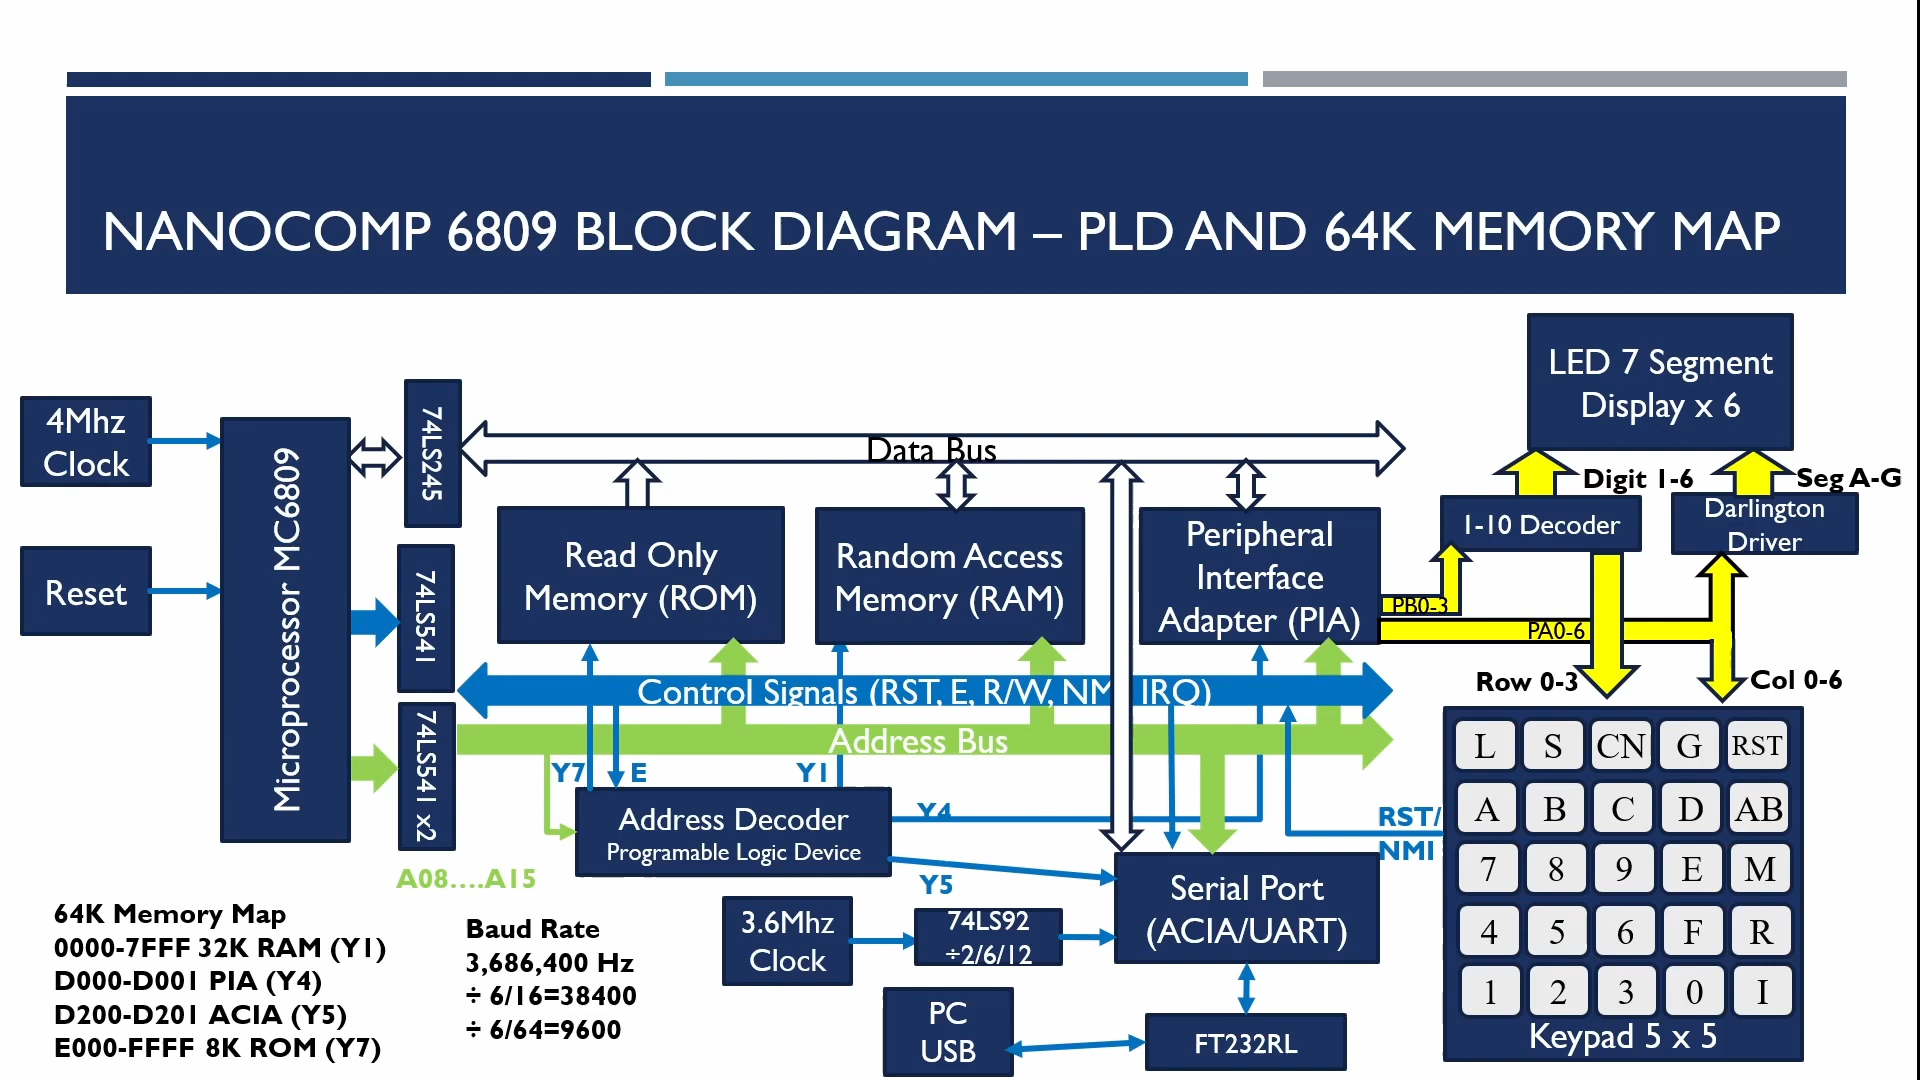 NANOCOMP 6809 BLOCK DIAGRAM – PLD AND 64K MEMORY MAP
4Mhz
Clock
Reset
Microprocessor MC6809
74LS245
74LS541
74LS541 x2
A08....A15
Data Bus
Read Only
Memory (ROM)
Random Access
Memory (RAM)
Peripheral
Interface
Adapter (PIA)
Control Signals (RST, E, R/W, NM IRQ)
Address Bus
Y7
E
Y1
Address Decoder
Programable Logic Device
Y4
Y5
RST/
NMI
3.6Mhz
Clock
74LS92
÷2/6/12
Serial Port
(ACIA/UART)
PC
USB
FT232RL
LED 7 Segment
Display x 6
Digit 1-6
Seg A-G
1-10 Decoder
Darlington
Driver
PB0-3
PA0-6
Row 0-3
Col 0-6
L S CN G RST
A B C D AB
7 8 9 E M
4 5 6 F R
1 2 3 0 I
Keypad 5 x 5
64K Memory Map
0000-7FFF 32K RAM (Y1)
D000-D001 PIA (Y4)
D200-D201 ACIA (Y5)
E000-FFFF 8K ROM (Y7)
Baud Rate
3,686,400 Hz
÷ 6/16=38400
÷ 6/64=9600